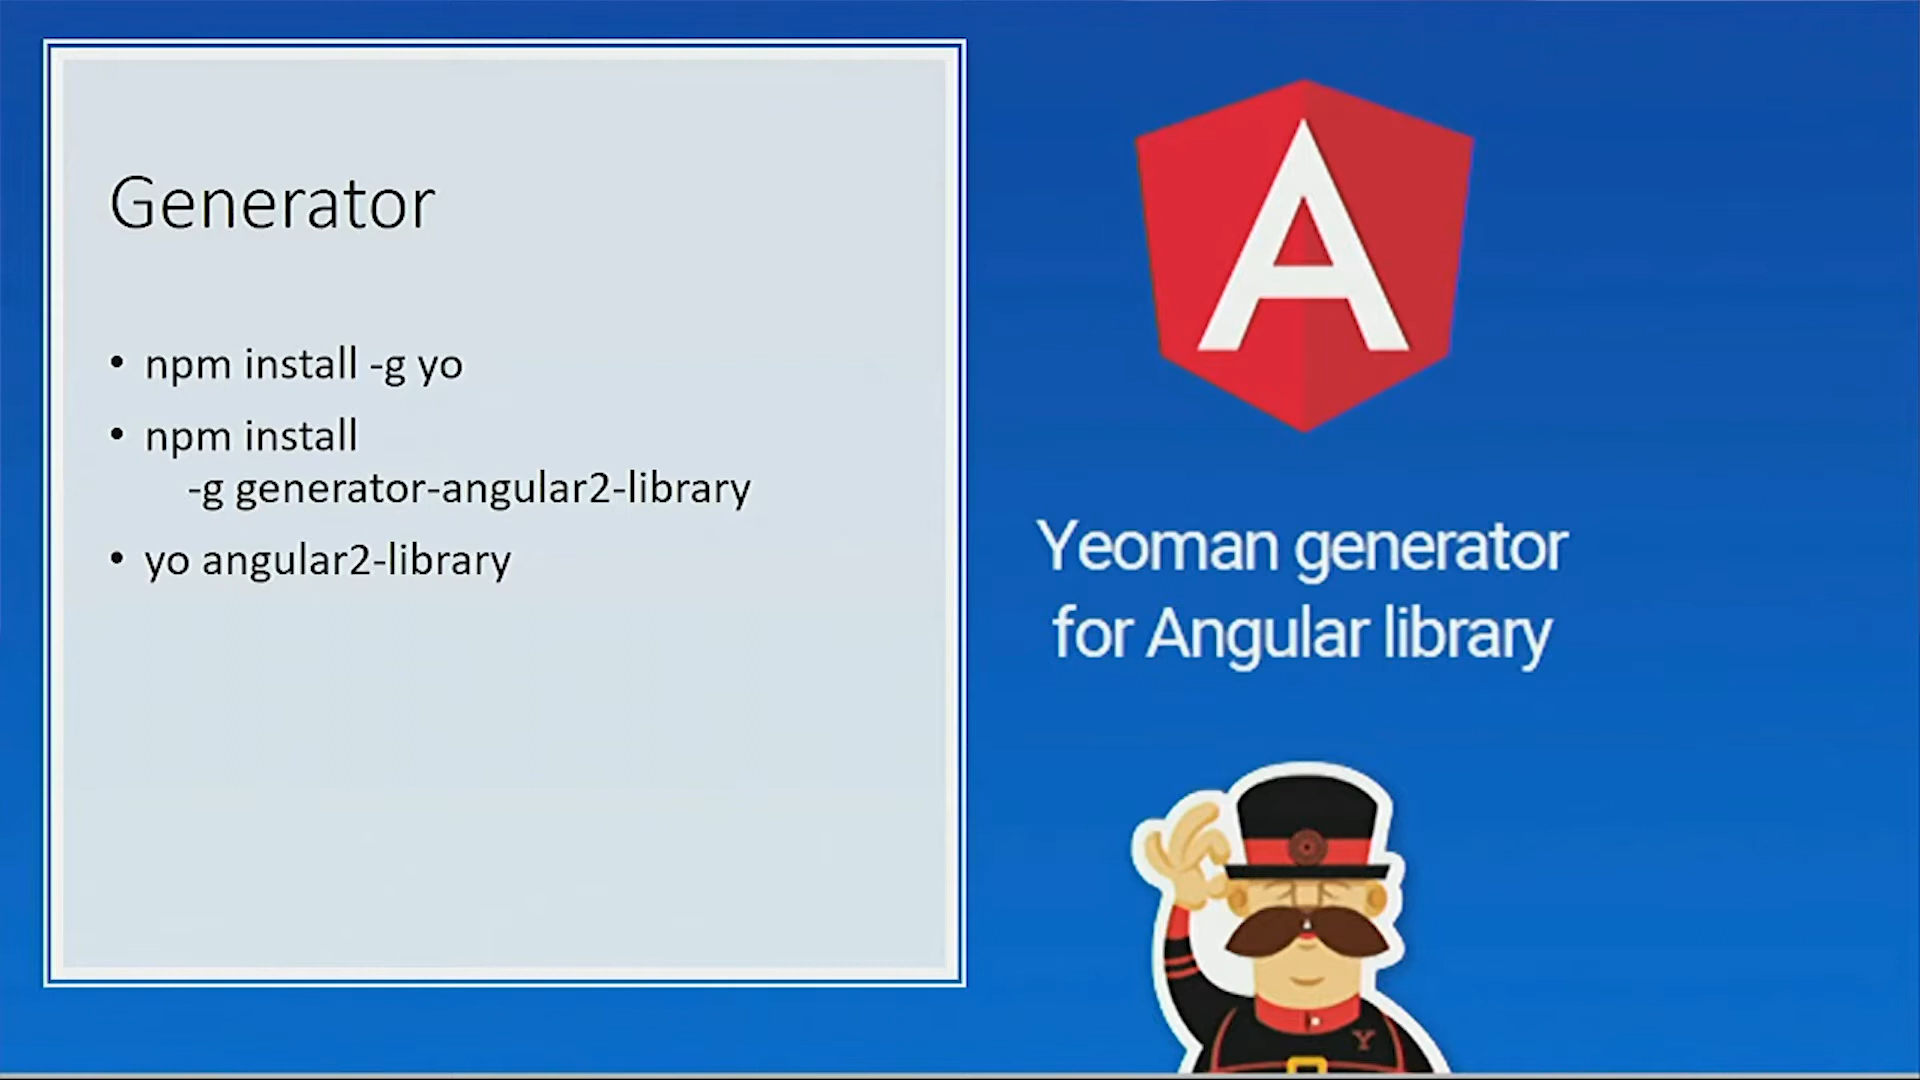 Generator
• npm install -g yo
• npm install
-g generator-angular2-library
• yo angular2-library
A
Yeoman generator
for Angular library
Y